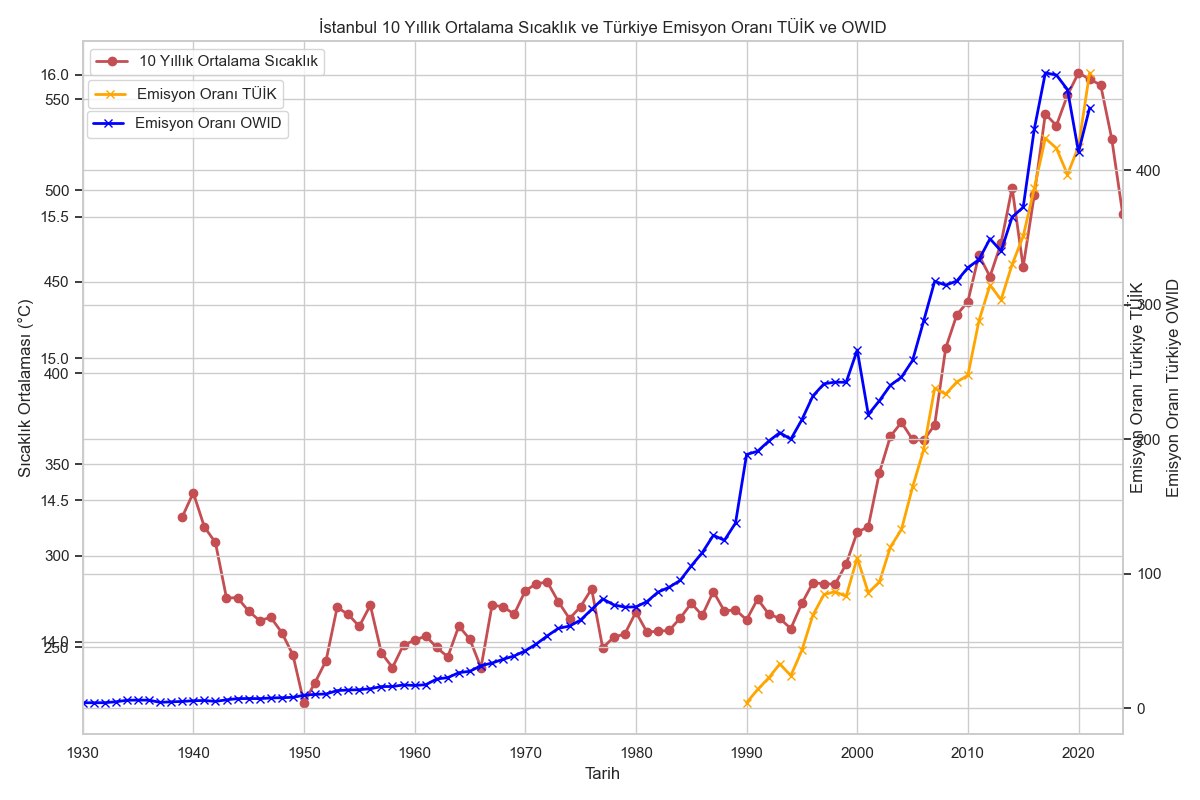 İstanbul 10 Yıllık Ortalama Sıcaklık ve Türkiye Emisyon Oranı TÜİK ve OWID
10 Yıllık Ortalama Sıcaklık
Emisyon Oranı TÜİK
Emisyon Oranı OWID
Sıcaklık Ortalaması (°C)
16.0
550
500
15.5
450
15.0
400
350
14.5
300
14.0
250
400
300
200
100
0
Emisyon Oranı Türkiye TÜİK
Emisyon Oranı Türkiye OWID
1930 1940 1950 1960 1970 1980 1990 2000 2010 2020
Tarih